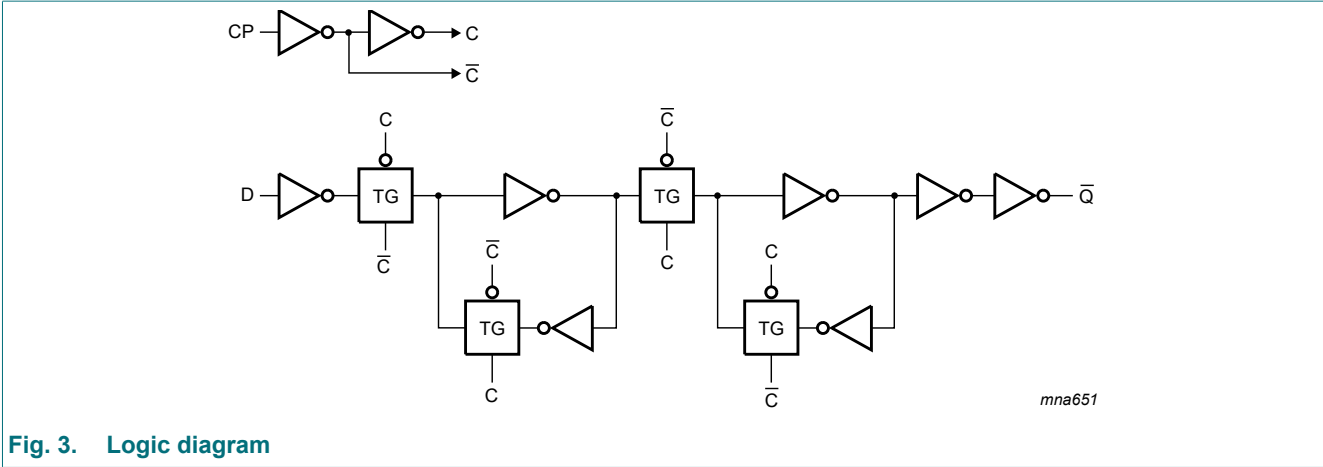 CP
C
C̅
C
C̅
D
TG
TG
Q̅
C̅
C̅
C
C
TG
TG
C
C̅
mna651
Fig. 3. Logic diagram